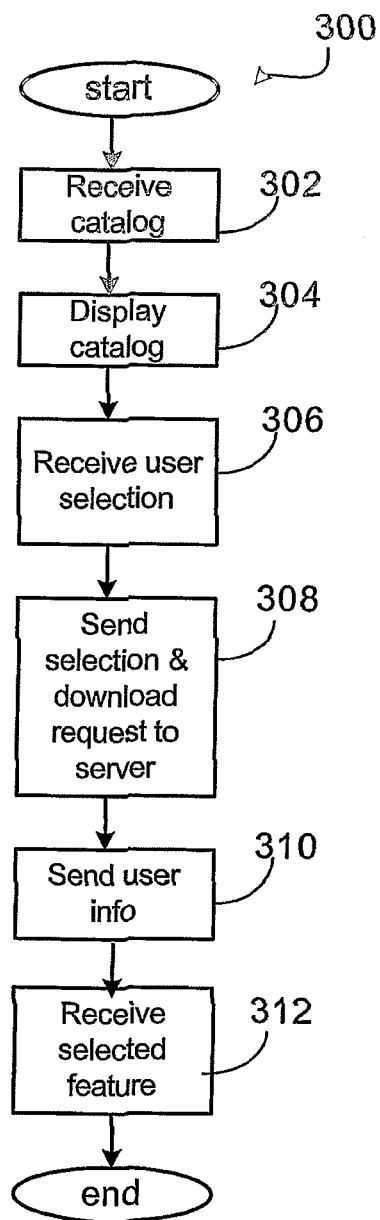 300
start
Receive
catalog
302
Display
catalog
304
Receive user
selection
306
Send
selection &
download
request to
server
308
Send user
info
310
Receive
selected
feature
312
end